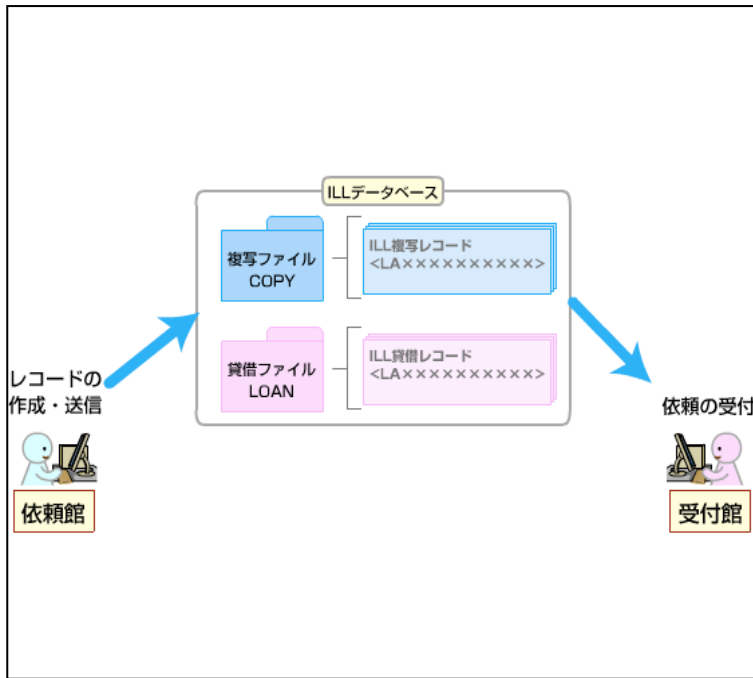 ILLデータベース
複写ファイル
COPY
ILL複写レコード
<LA××××××××××>
貸借ファイル
LOAN
ILL貸借レコード
<LA××××××××××>
レコードの
作成・送信
依頼館
依頼の受付
受付館